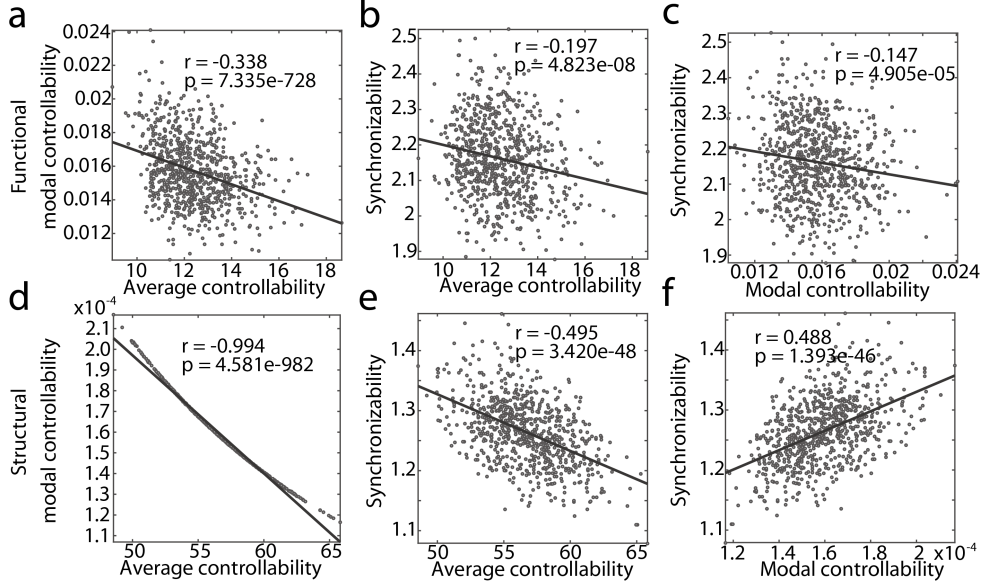 a
0.024
0.022
0.02
0.018
0.016
0.014
0.012
Functional
modal controllability
r = -0.338
p = 7.335e-728
10 12 14 16 18
Average controllability
b
2.5
2.4
2.3
2.2
2.1
2
1.9
Synchronizability
r = -0.197
p = 4.823e-08
10 12 14 16 18
Average controllability
c
2.5
2.4
2.3
2.2
2.1
2
1.9
Synchronizability
r = -0.147
p = 4.905e-05
0.012 0.016 0.02 0.024
Modal controllability
d
x10⁻⁴
2.1
2.0
1.9
1.8
1.7
1.6
1.5
1.4
1.3
1.2
1.1
Structural
modal controllability
r = -0.994
p = 4.581e-982
50 55 60 65
Average controllability
e
1.4
1.3
1.2
1.1
Synchronizability
r = -0.495
p = 3.420e-48
50 55 60 65
Average controllability
f
1.4
1.3
1.2
1.1
Synchronizability
r = 0.488
p = 1.393e-46
1.2 1.4 1.6 1.8 2 x10⁻⁴
Modal controllability